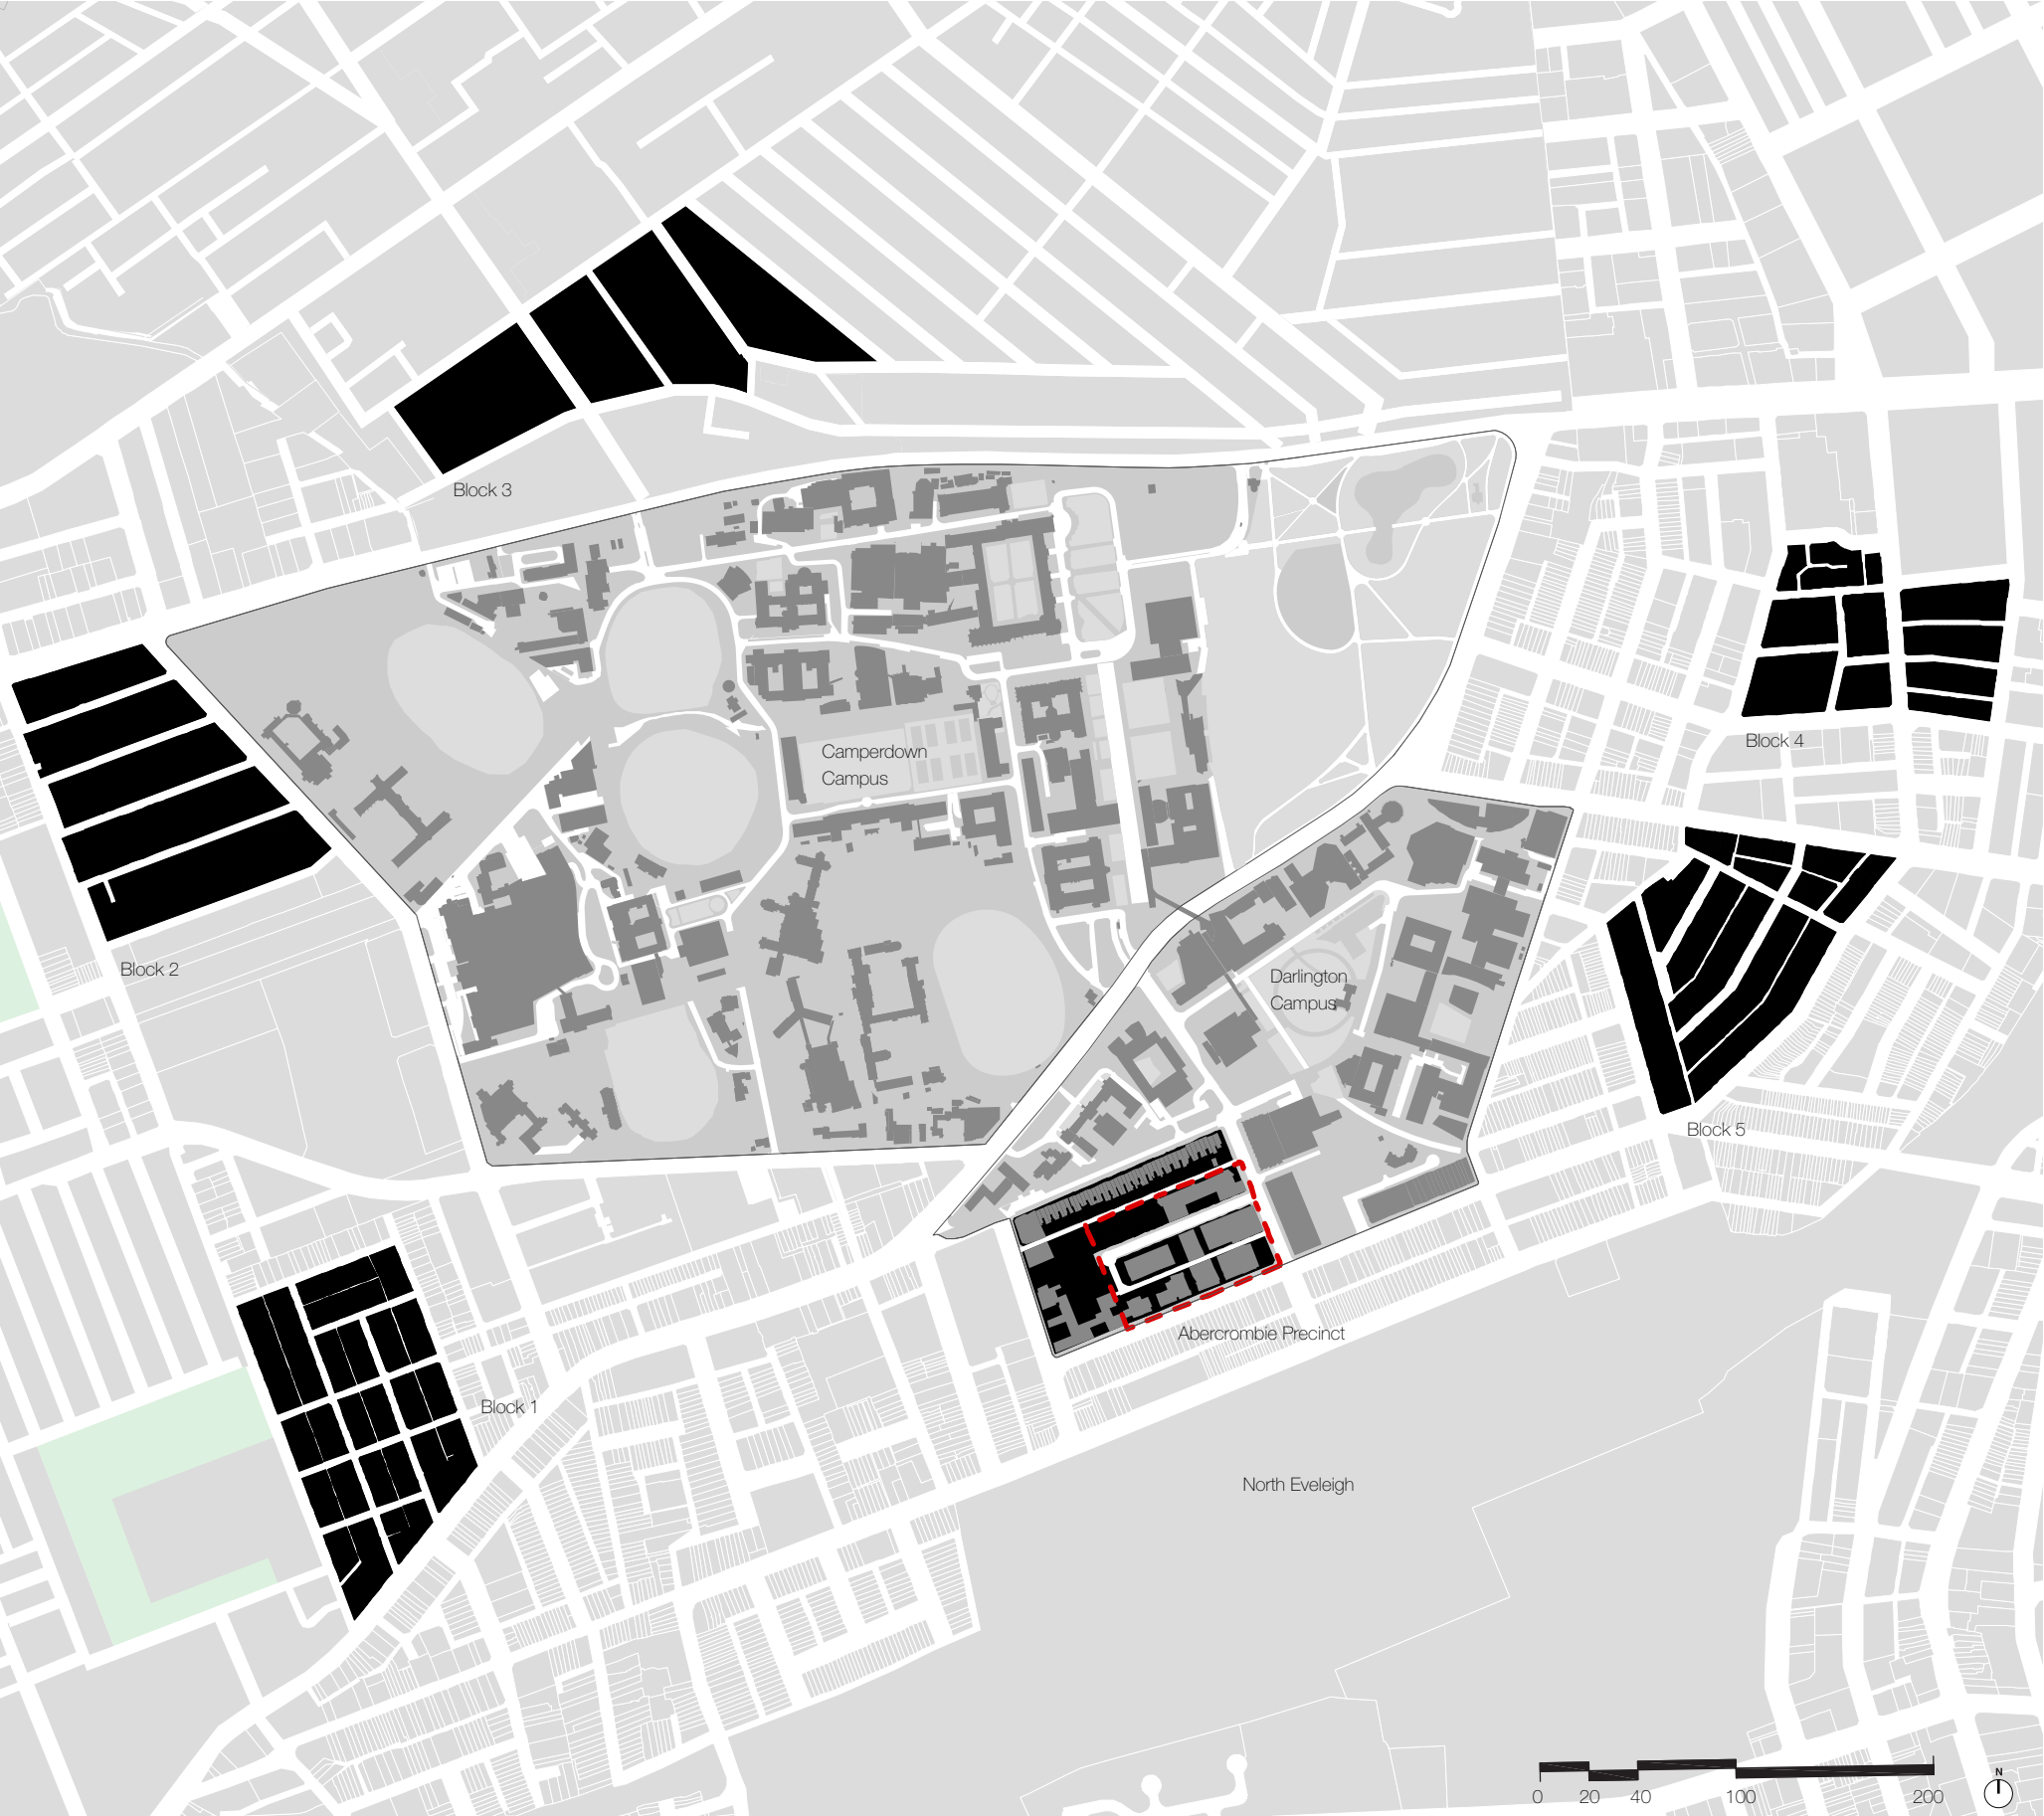 Block 3
Block 4
Camperdown
Campus
Block 2
Darlington
Campus
Block 5
Abercrombie Precinct
Block 1
North Eveleigh
N
0 20 40 100 200